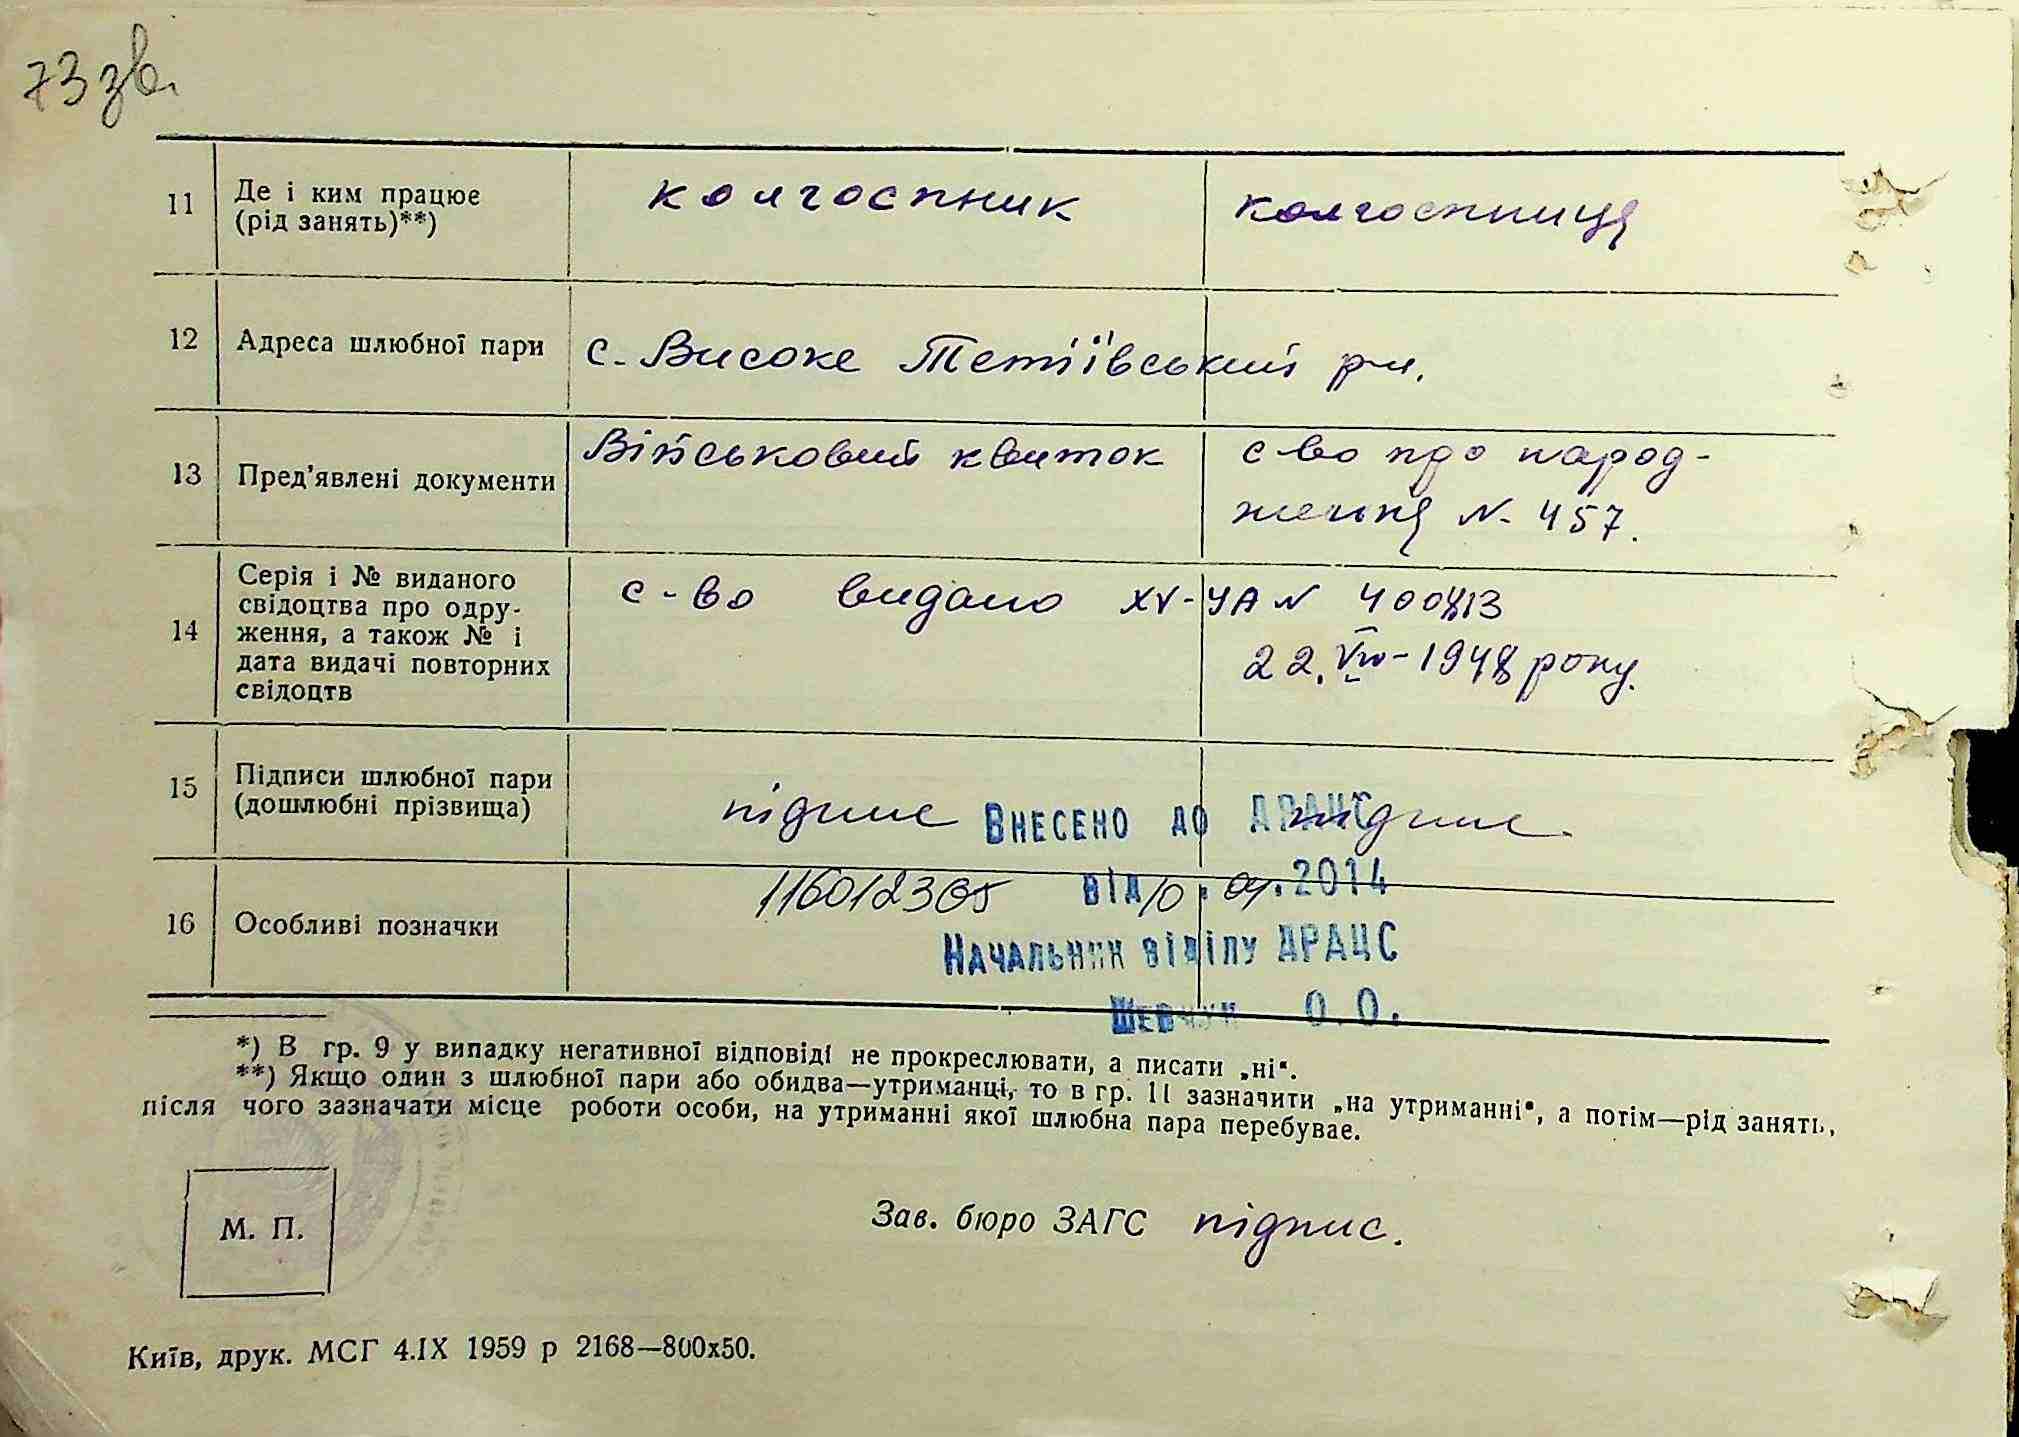 73 зв.
11 Де і ким працює (рід занять)**) колгоспник колгоспниця
12 Адреса шлюбної пари с. Високе Тетіївський р-н.
13 Пред'явлені документи Військовий квиток с-во про народ-
ження N- 457.
14 Серія і № виданого свідоцтва про одру-
ження, а також № і дата видачі повторних свідоцтв с-во видано XV-УА N 400813
22. VIII-1948 року.
15 Підписи шлюбної пари (дошлюбні прізвища) підпис підпис.
Внесено до ДРАЦС
16 Особливі позначки 116012305 від 10.04.2014
Начальник відділу ДРАЦС
Шевчук О.О.
*) В гр. 9 у випадку негативної відповіді не прокреслювати, а писати „ні“.
**) Якщо один з шлюбної пари або обидва—утриманці, то в гр. 11 зазначити „на утриманні“, а потім—рід занять,
після чого зазначати місце роботи особи, на утриманні якої шлюбна пара перебуває.
М. П.
Зав. бюро ЗАГС підпис.
Київ, друк. МСГ 4.IX 1959 р 2168—800х50.